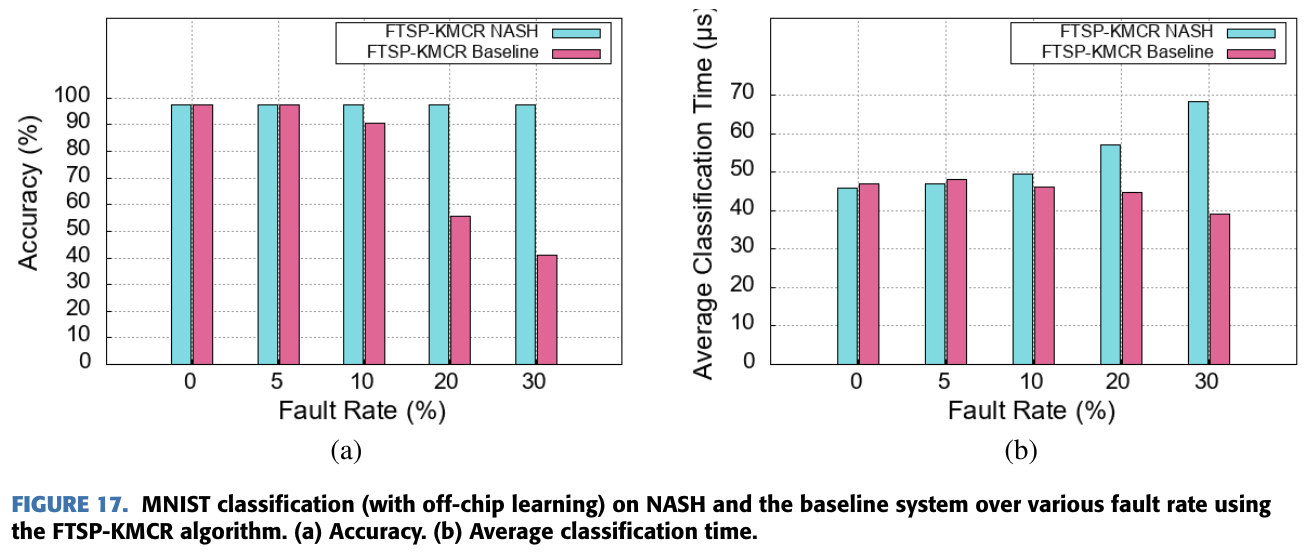 FTSP-KMCR NASH
FTSP-KMCR Baseline
Accuracy (%)
100
90
80
70
60
50
40
30
20
10
0
0 5 10 20 30
Fault Rate (%)
(a)
FTSP-KMCR NASH
FTSP-KMCR Baseline
Average Classification Time (µs)
70
60
50
40
30
20
10
0
0 5 10 20 30
Fault Rate (%)
(b)
FIGURE 17. MNIST classification (with off-chip learning) on NASH and the baseline system over various fault rate using
the FTSP-KMCR algorithm. (a) Accuracy. (b) Average classification time.